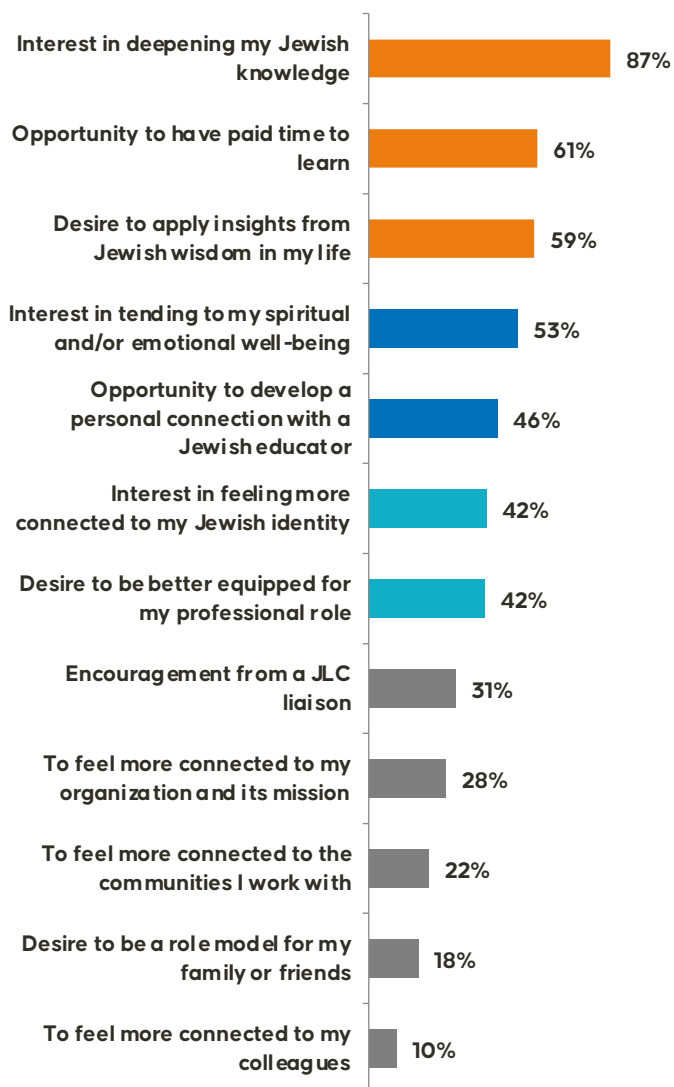 Interest in deepening my Jewish
knowledge
87%
Opportunity to have paid time to
learn
61%
Desire to apply insights from
Jewish wisdom in my life
59%
Interest in tending to my spiritual
and/or emotional well-being
53%
Opportunity to develop a
personal connection with a
Jewish educator
46%
Interest in feeling more
connected to my Jewish identity
42%
Desire to be better equipped for
my professional role
42%
Encouragement from a JLC
liaison
31%
To feel more connected to my
organization and its mission
28%
To feel more connected to the
communities I work with
22%
Desire to be a role model for my
family or friends
18%
To feel more connected to my
colleagues
10%